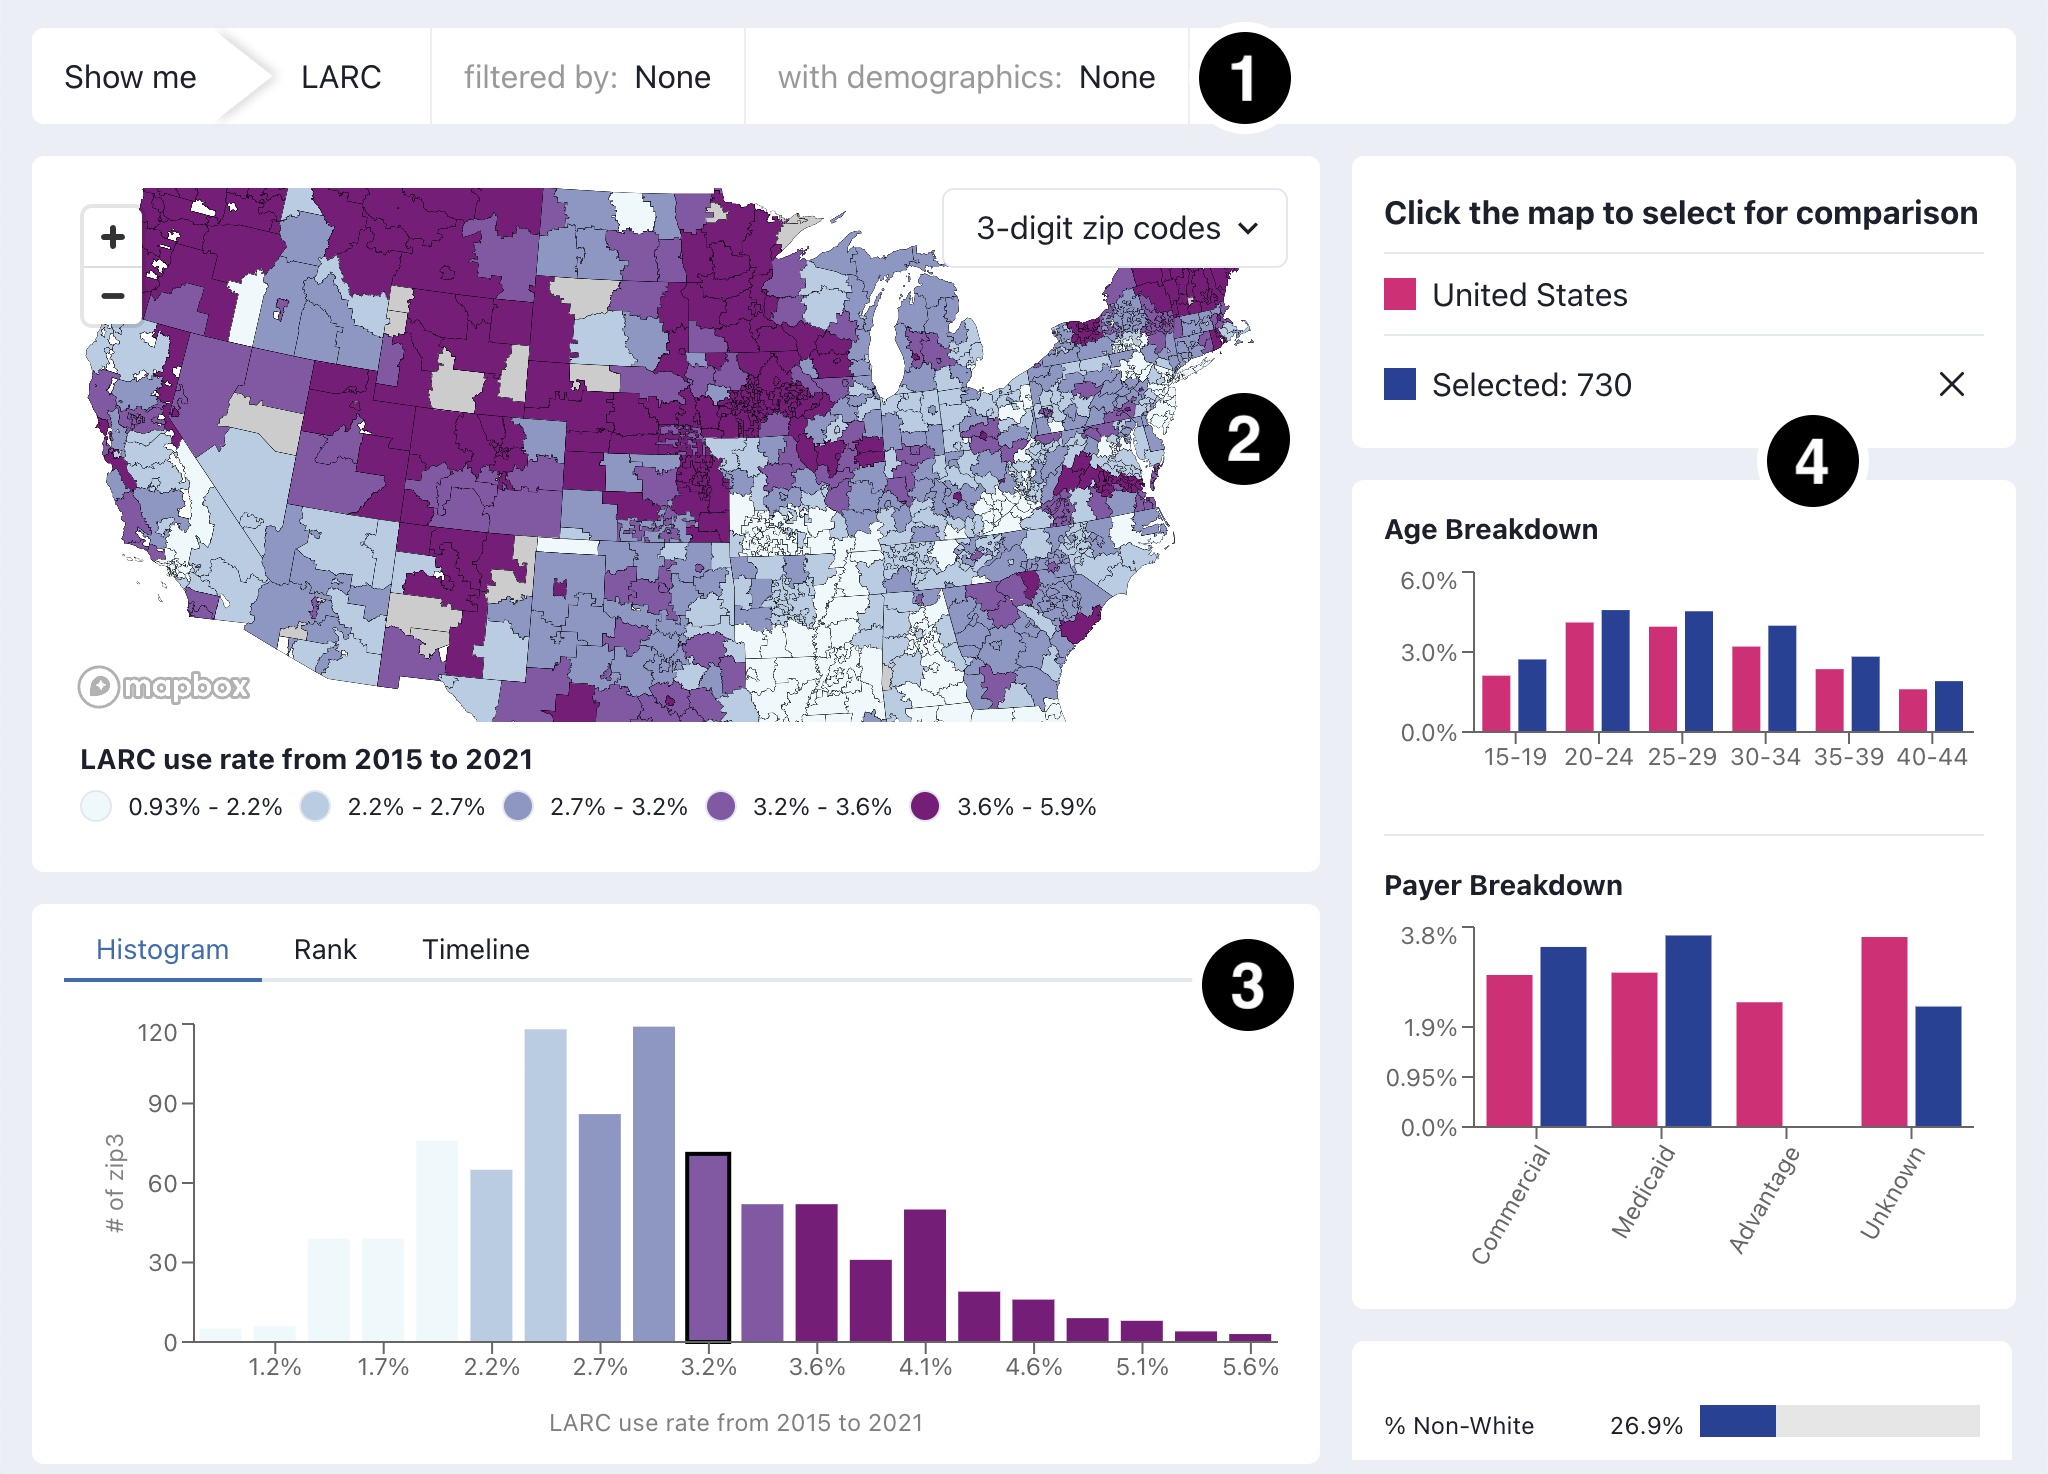 Show me
LARC
filtered by: None
with demographics: None
1
+
−
3-digit zip codes
2
mapbox
LARC use rate from 2015 to 2021
0.93% - 2.2%
2.2% - 2.7%
2.7% - 3.2%
3.2% - 3.6%
3.6% - 5.9%
Click the map to select for comparison
United States
Selected: 730
4
Age Breakdown
6.0%
3.0%
0.0%
15-19 20-24 25-29 30-34 35-39 40-44
Payer Breakdown
3.8%
1.9%
0.95%
0.0%
Commercial
Medicaid
Advantage
Unknown
Histogram Rank Timeline
3
120
90
60
30
0
# of zip3
1.2% 1.7% 2.2% 2.7% 3.2% 3.6% 4.1% 4.6% 5.1% 5.6%
LARC use rate from 2015 to 2021
% Non-White 26.9%